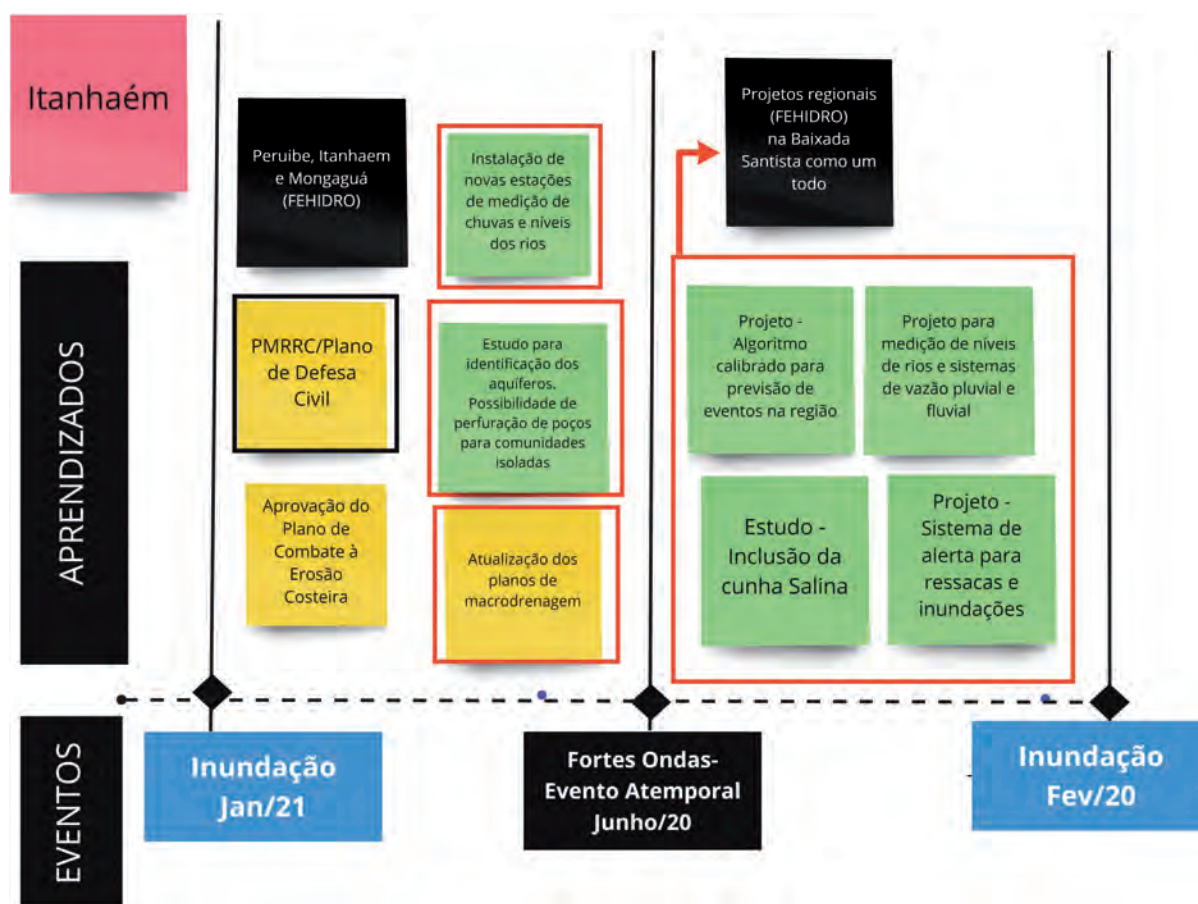 Itanhaém
APRENDIZADOS
Peruibe, Itanhaem
e Mongaguá
(FEHIDRO)
Instalação de
novas estações
de medição de
chuvas e níveis
dos rios
PMRRC/Plano
de Defesa
Civil
Estudo para
identificação dos
aquíferos.
Possibilidade de
perfuração de poços
para comunidades
isoladas
Aprovação do
Plano de
Combate à
Erosão
Costeira
Atualização dos
planos de
macrodrenagem
Projetos regionais
(FEHIDRO)
na Baixada
Santista como um
todo
Projeto -
Algoritmo
calibrado para
previsão de
eventos na região
Projeto para
medição de níveis
de rios e sistemas
de vazão pluvial e
fluvial
Estudo -
Inclusão da
cunha Salina
Projeto -
Sistema de
alerta para
ressacas e
inundações
EVENTOS
Inundação
Jan/21
Fortes Ondas-
Evento Atemporal
Junho/20
Inundação
Fev/20